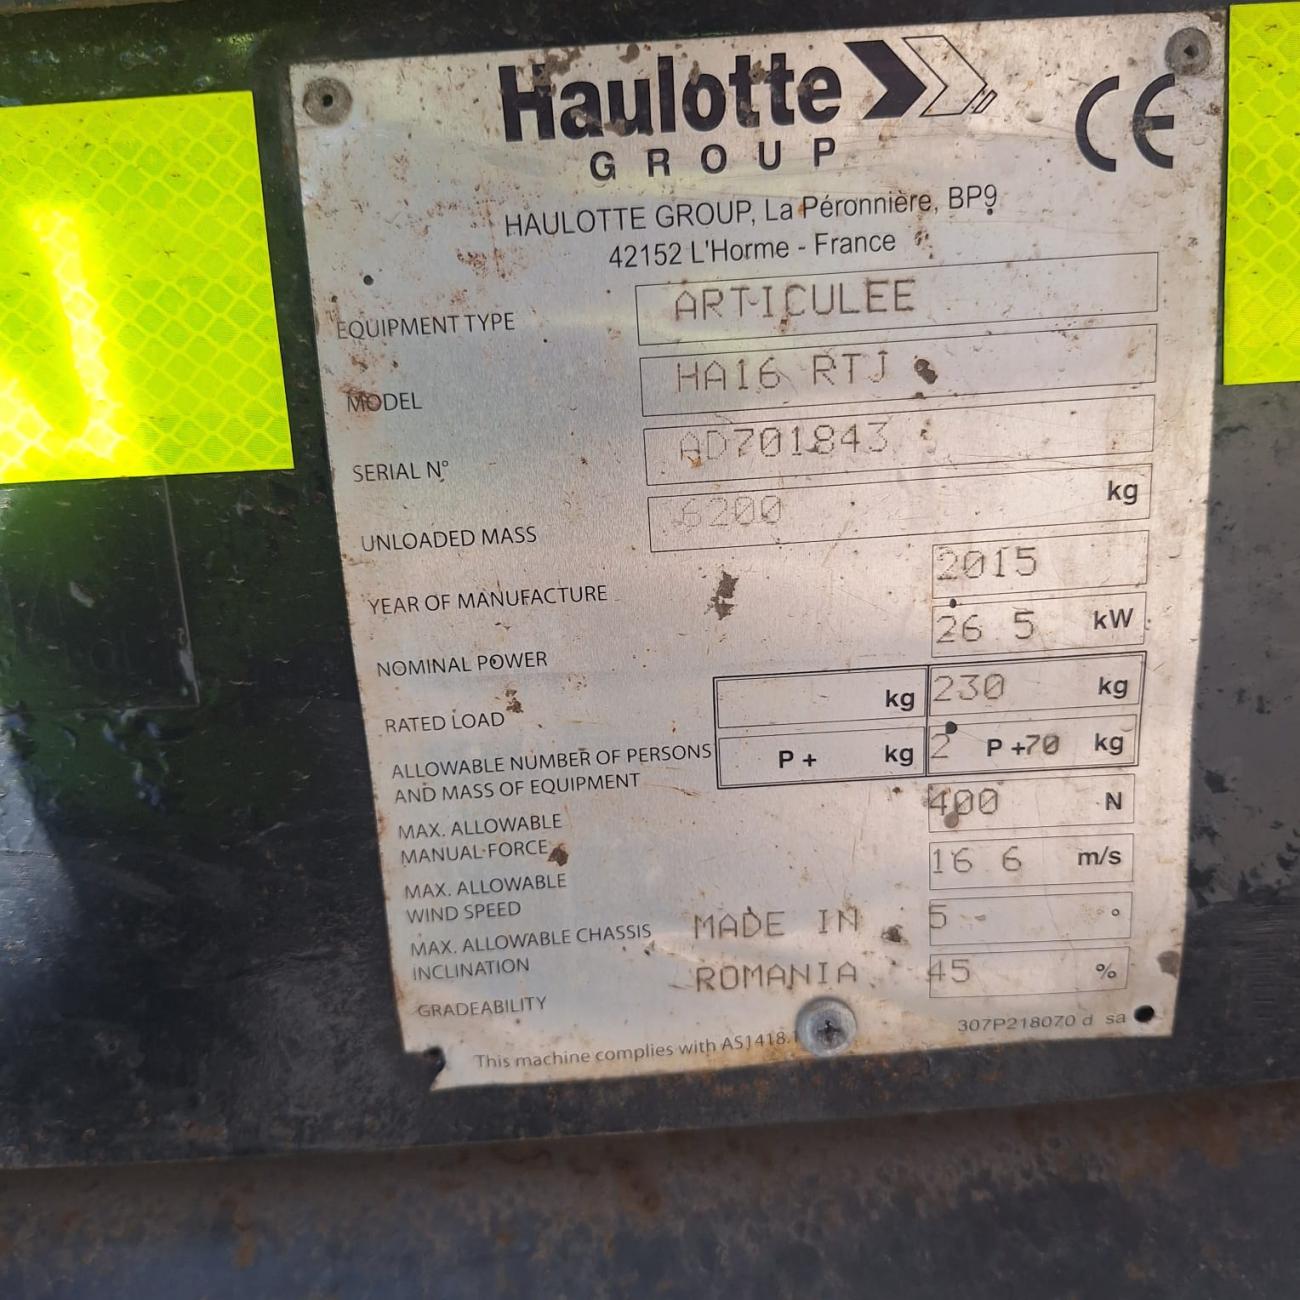 Haulotte
GROUP
CE
HAULOTTE GROUP, La Péronnière, BP9
42152 L'Horme - France
EQUIPMENT TYPE ARTICULEE
MODEL HA16 RTJ
SERIAL N° AD701843
UNLOADED MASS 6200 kg
YEAR OF MANUFACTURE 2015
NOMINAL POWER 26 5 kW
RATED LOAD kg 230 kg
ALLOWABLE NUMBER OF PERSONS
AND MASS OF EQUIPMENT P + kg 2 P +70 kg
MAX. ALLOWABLE
MANUAL FORCE 400 N
MAX. ALLOWABLE
WIND SPEED 16 6 m/s
MAX. ALLOWABLE CHASSIS
INCLINATION 5 °
MADE IN
ROMANIA
GRADEABILITY 45 %
This machine complies with AS1418.1
307P218070 d sa